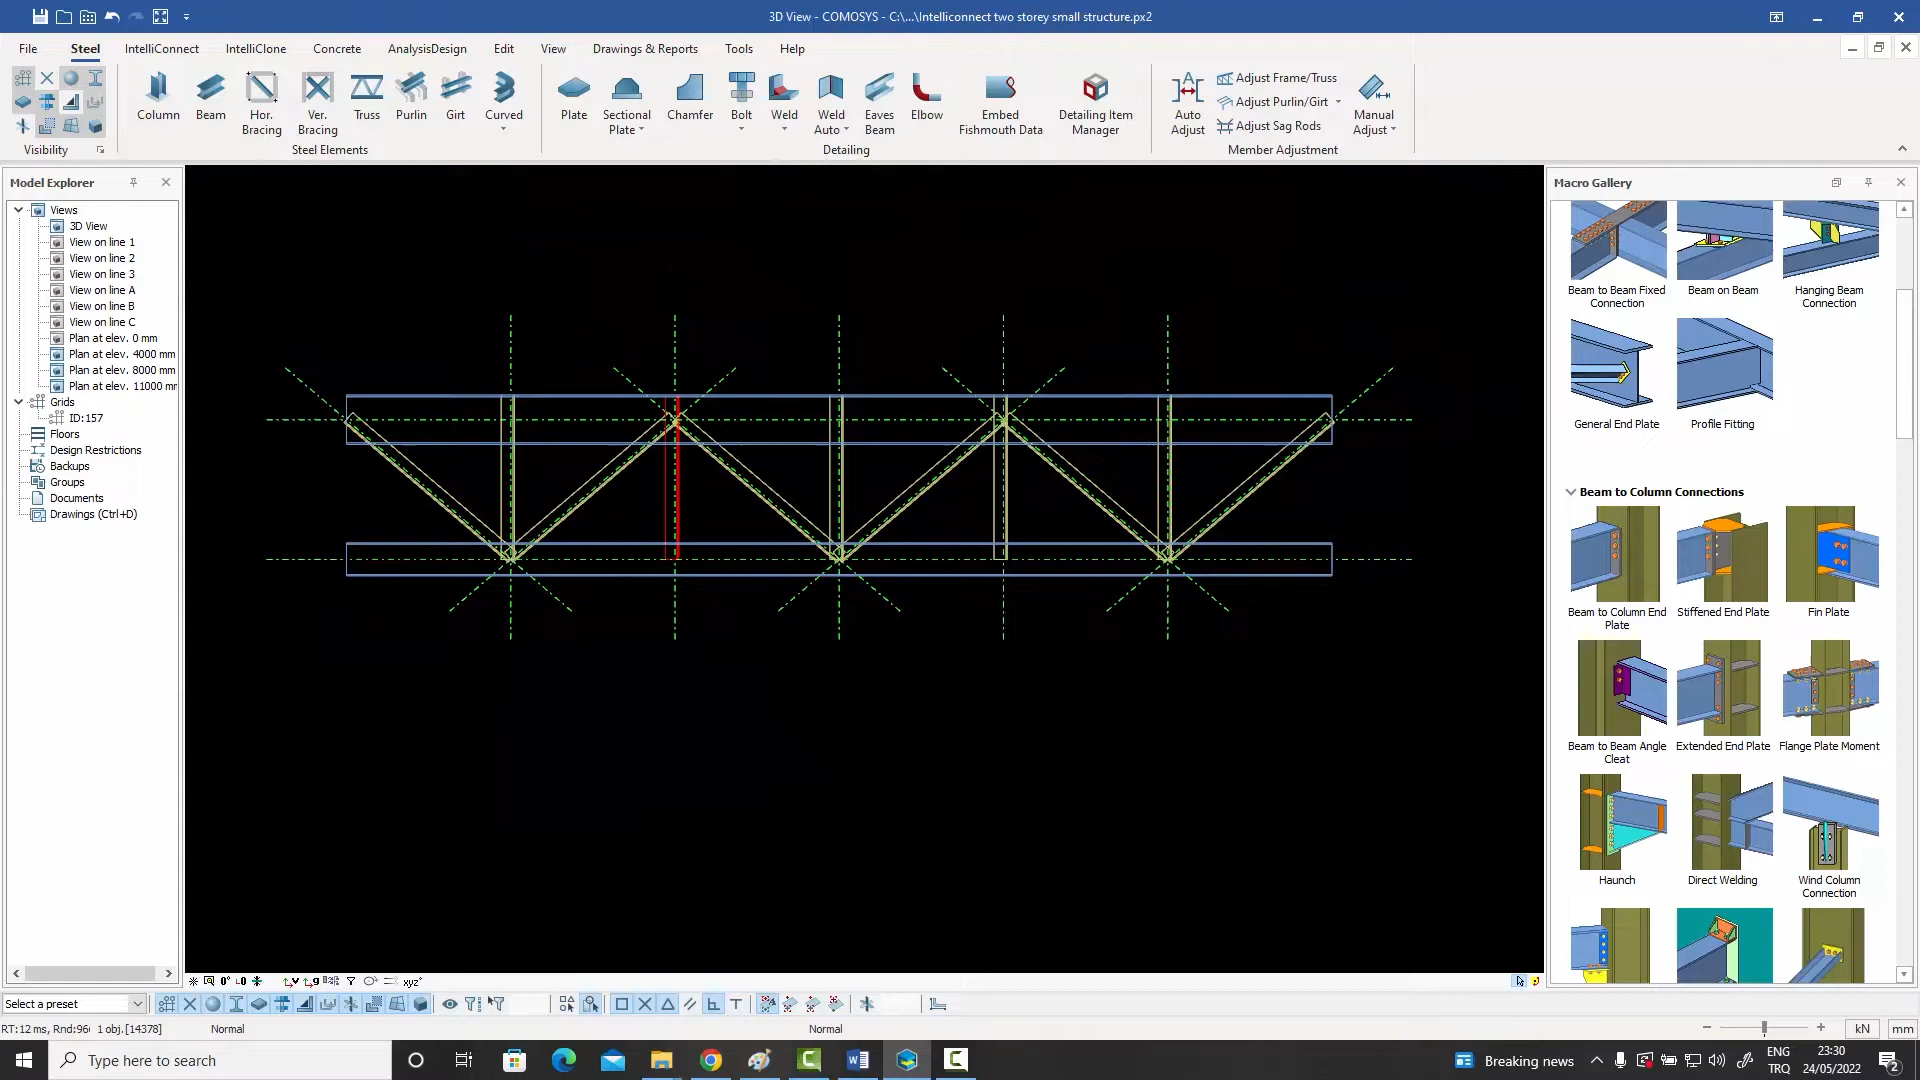 3D View - COMOSYS - C:\...\Intelliconnect two storey small structure.px2
File Steel IntelliConnect IntelliClone Concrete AnalysisDesign Edit View Drawings & Reports Tools Help
Visibility
Column
Beam
Hor.
Bracing
Ver.
Bracing
Truss
Purlin
Girt
Curved
Steel Elements
Plate
Sectional
Plate
Chamfer
Bolt
Weld
Weld
Auto
Eaves
Beam
Elbow
Embed
Fishmouth Data
Detailing Item
Manager
Detailing
Auto
Adjust
Adjust Frame/Truss
Adjust Purlin/Girt
Adjust Sag Rods
Manual
Adjust
Member Adjustment
Model Explorer
Views
3D View
View on line 1
View on line 2
View on line 3
View on line A
View on line B
View on line C
Plan at elev. 0 mm
Plan at elev. 4000 mm
Plan at elev. 8000 mm
Plan at elev. 11000 mm
Grids
ID:157
Floors
Design Restrictions
Backups
Groups
Documents
Drawings (Ctrl+D)
Macro Gallery
Beam to Beam Fixed
Connection
Beam on Beam
Hanging Beam
Connection
General End Plate
Profile Fitting
Beam to Column Connections
Beam to Column End
Plate
Stiffened End Plate
Fin Plate
Beam to Beam Angle
Cleat
Extended End Plate
Flange Plate Moment
Haunch
Direct Welding
Wind Column
Connection
xyz
Select a preset
RT:12 ms, Rnd:966 1 obj.[14378] Normal Normal kN mm
Type here to search
Breaking news
ENG
TRQ
23:30
24/05/2022
2